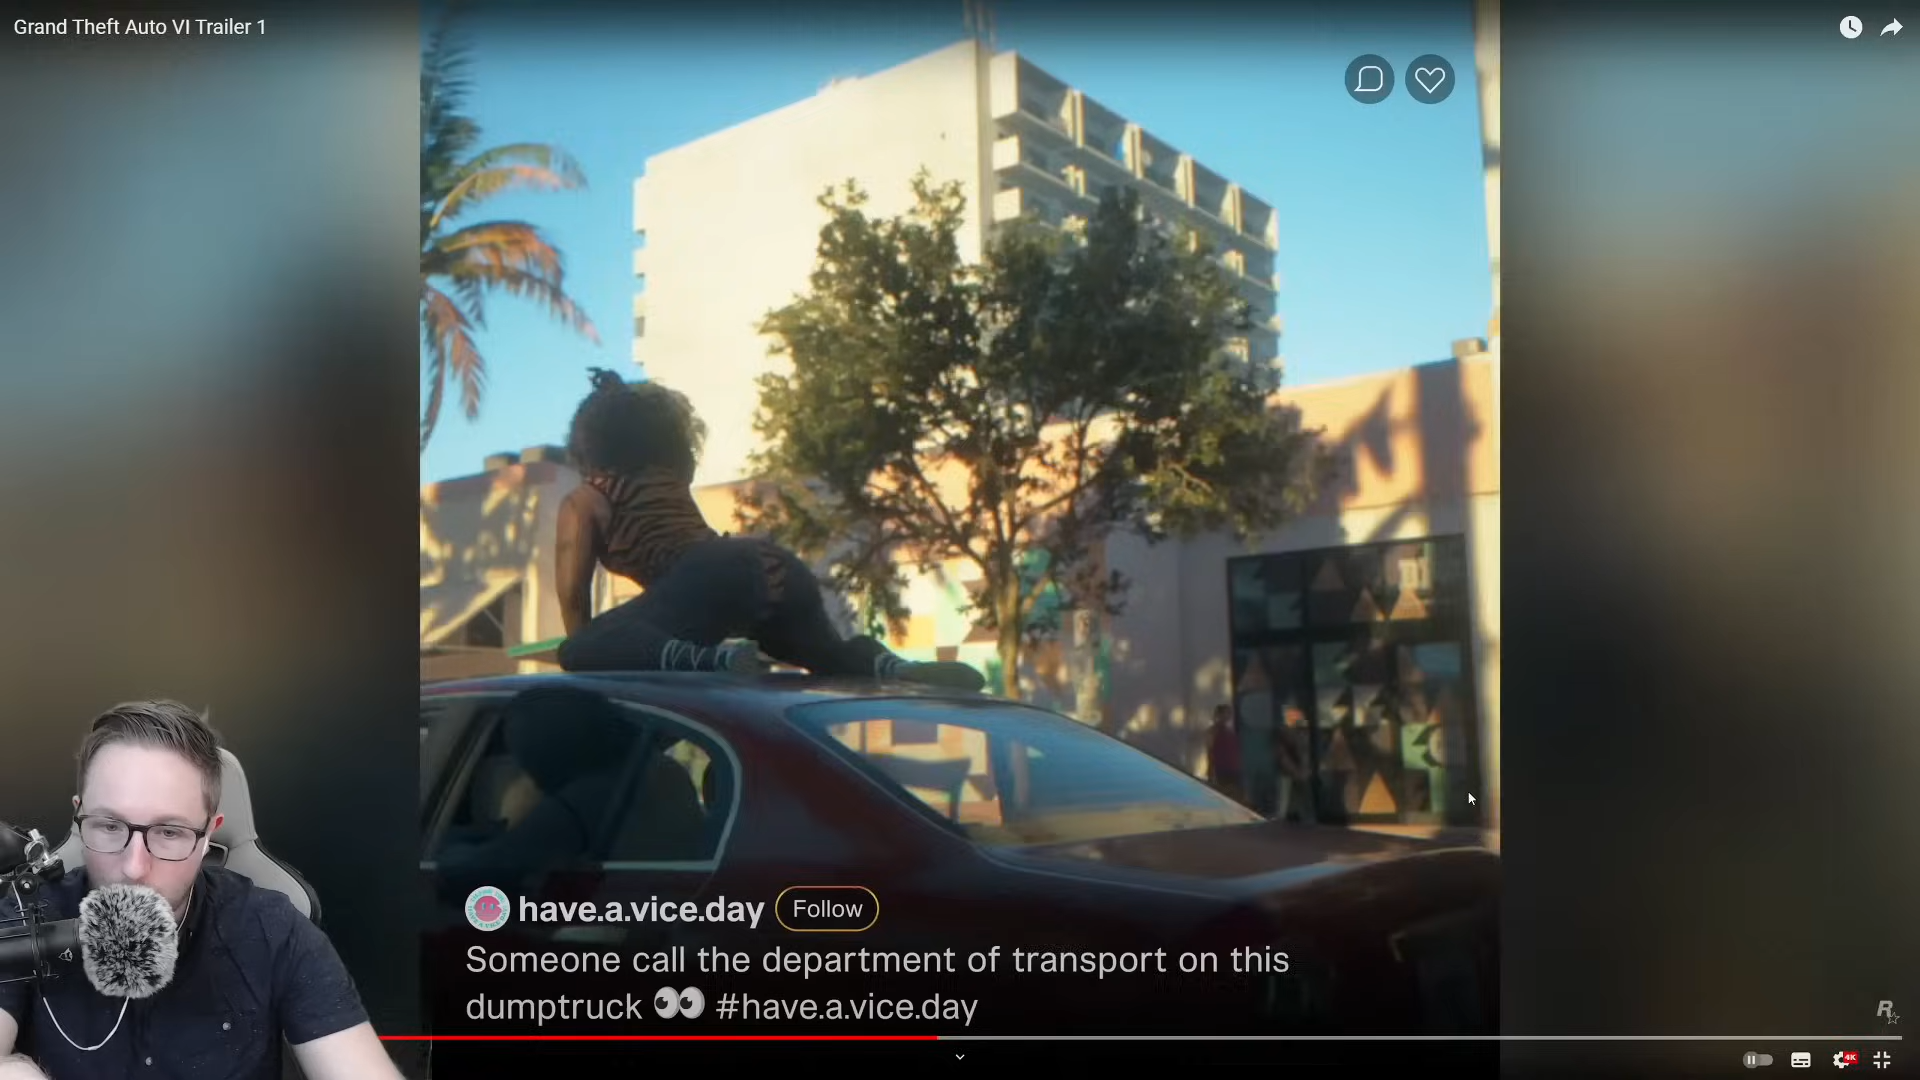 Grand Theft Auto VI Trailer 1
have.a.vice.day Follow
Someone call the department of transport on this
dumptruck 👀 #have.a.vice.day
R
4K